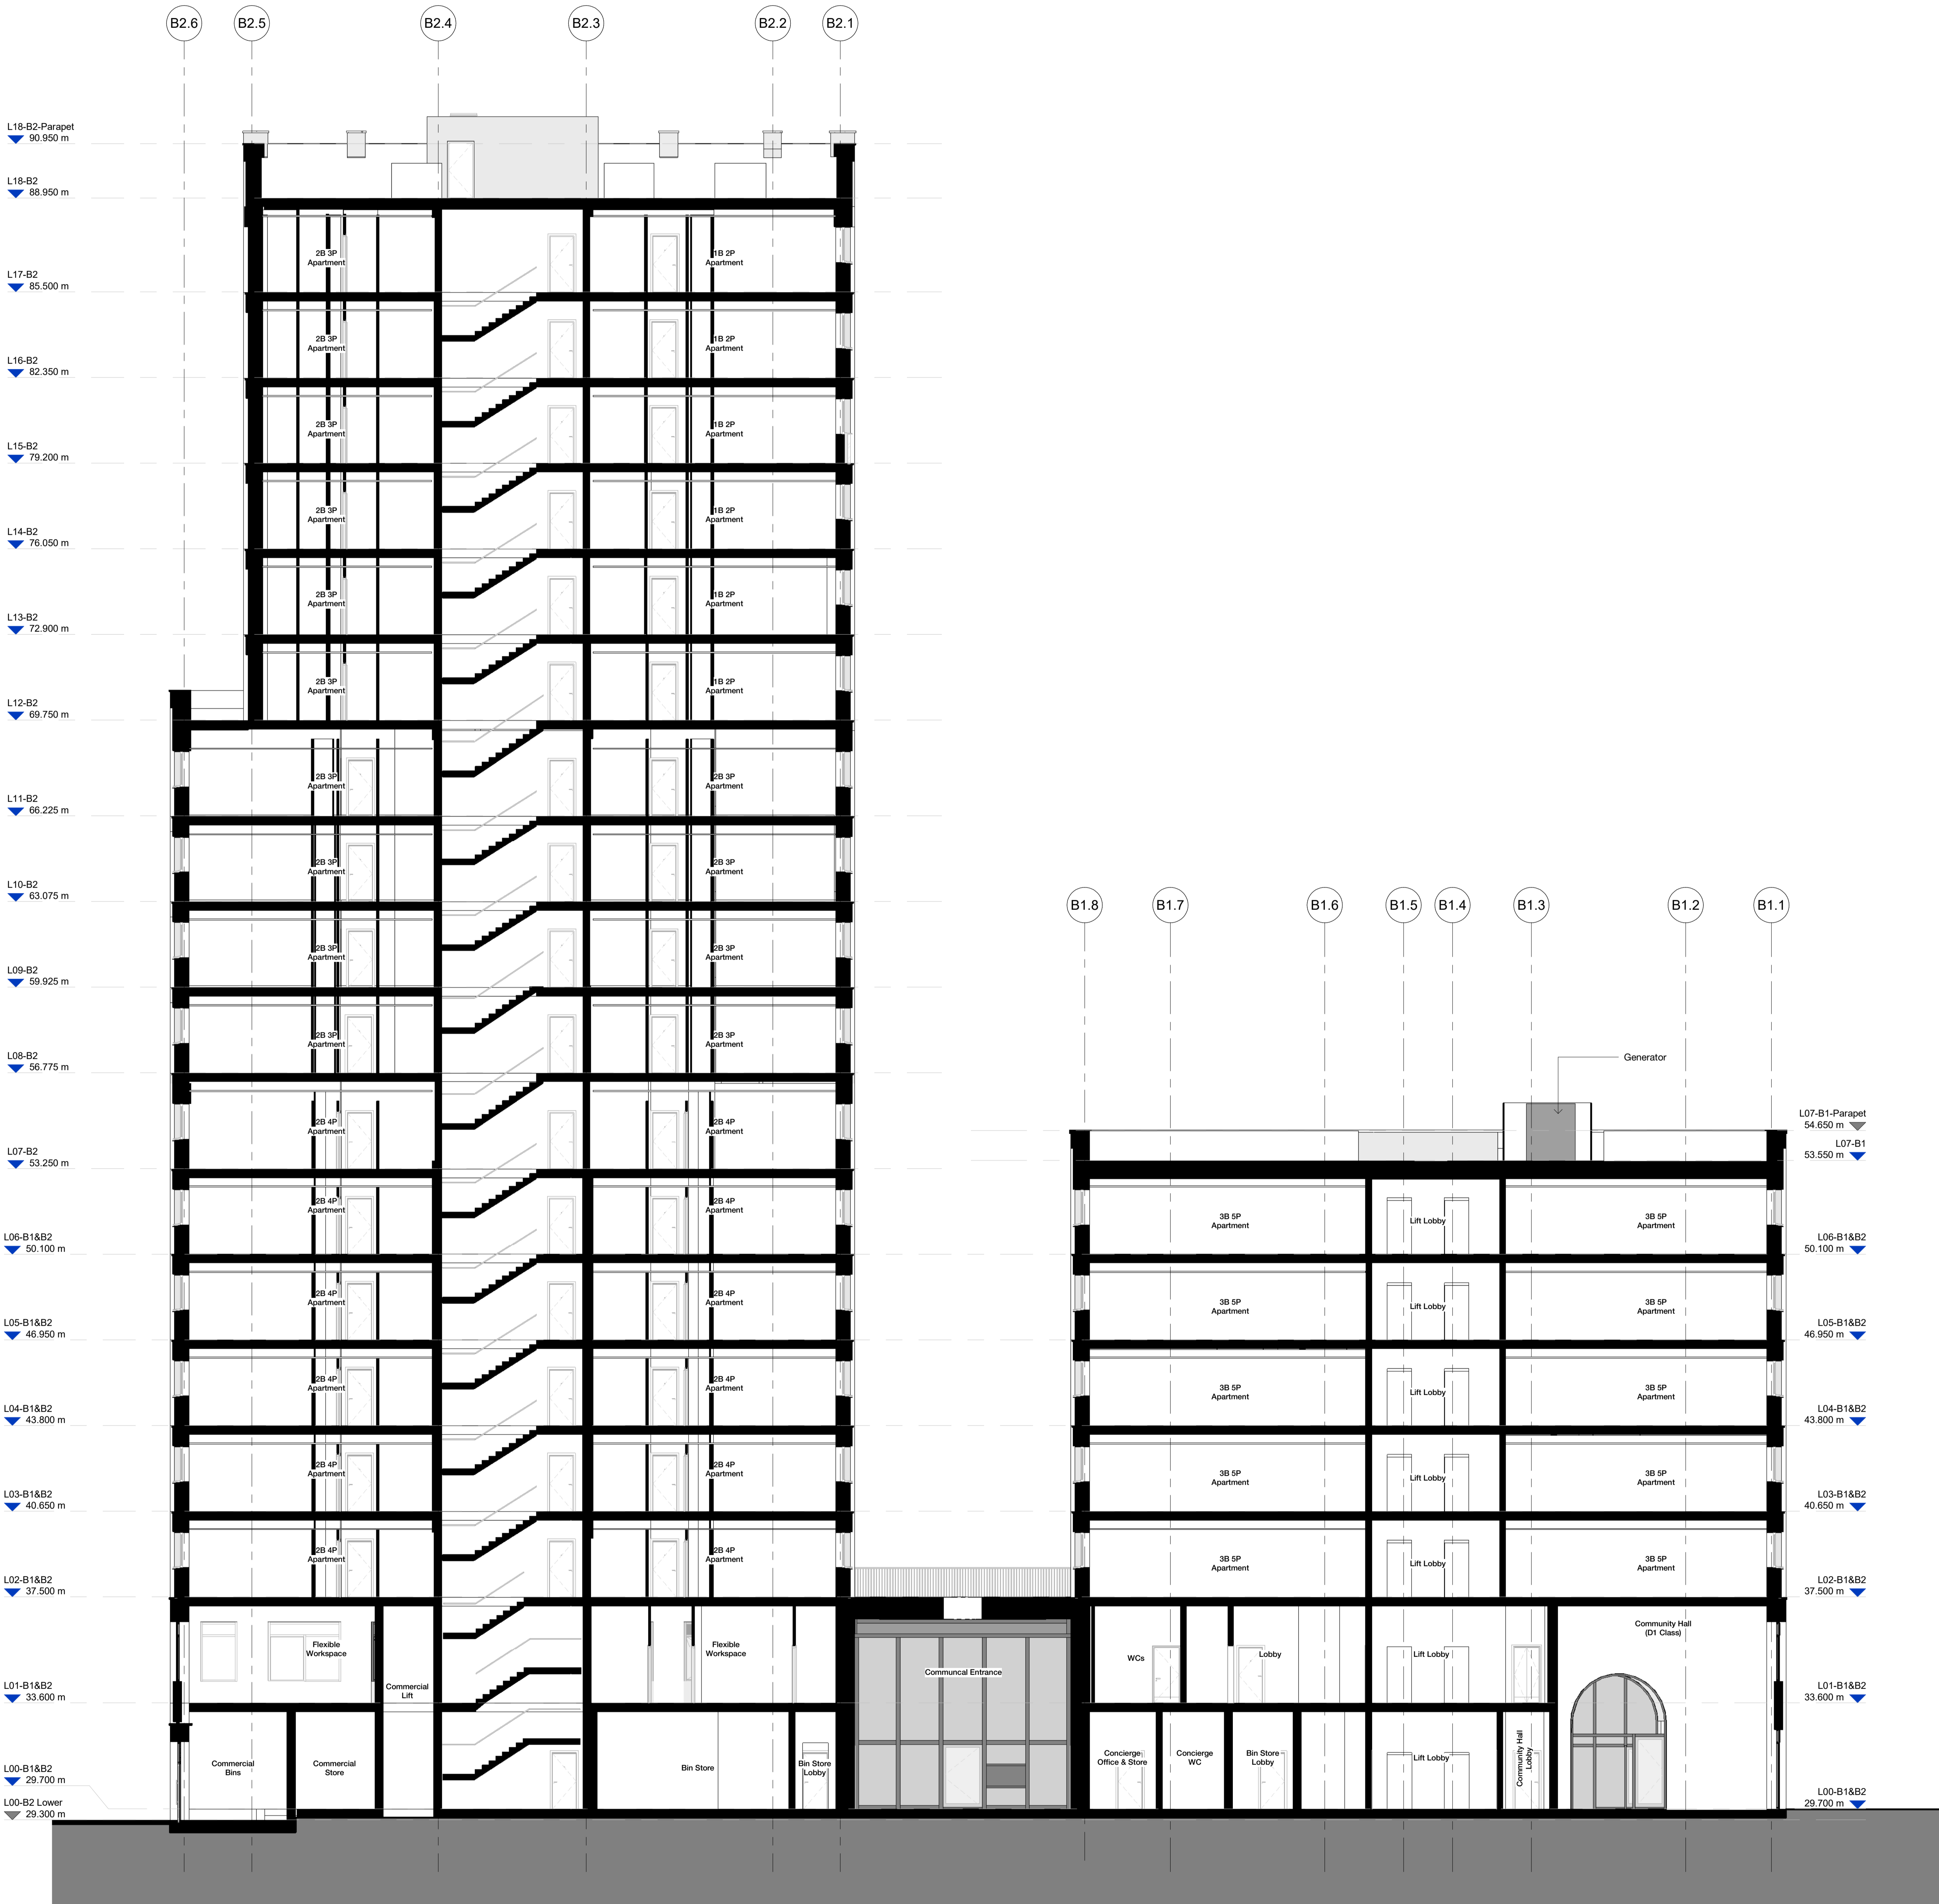 B2.6 B2.5 B2.4 B2.3 B2.2 B2.1
L18-B2-Parapet
90.950 m
L18-B2
88.950 m
2B 3P
Apartment
1B 2P
Apartment
L17-B2
85.500 m
2B 3P
Apartment
1B 2P
Apartment
L16-B2
82.350 m
2B 3P
Apartment
1B 2P
Apartment
L15-B2
79.200 m
2B 3P
Apartment
1B 2P
Apartment
L14-B2
76.050 m
2B 3P
Apartment
1B 2P
Apartment
L13-B2
72.900 m
2B 3P
Apartment
1B 2P
Apartment
L12-B2
69.750 m
2B 3P
Apartment
2B 3P
Apartment
L11-B2
66.225 m
2B 3P
Apartment
2B 3P
Apartment
L10-B2
63.075 m
B1.8 B1.7 B1.6 B1.5 B1.4 B1.3 B1.2 B1.1
2B 3P
Apartment
2B 3P
Apartment
L09-B2
59.925 m
2B 3P
Apartment
2B 3P
Apartment
L08-B2
56.775 m
Generator
2B 4P
Apartment
2B 4P
Apartment
L07-B1-Parapet
54.650 m
L07-B2
53.250 m
L07-B1
53.550 m
2B 4P
Apartment
2B 4P
Apartment
3B 5P
Apartment
Lift Lobby
3B 5P
Apartment
L06-B1&B2
50.100 m
L06-B1&B2
50.100 m
2B 4P
Apartment
2B 4P
Apartment
3B 5P
Apartment
Lift Lobby
3B 5P
Apartment
L05-B1&B2
46.950 m
L05-B1&B2
46.950 m
2B 4P
Apartment
2B 4P
Apartment
3B 5P
Apartment
Lift Lobby
3B 5P
Apartment
L04-B1&B2
43.800 m
L04-B1&B2
43.800 m
2B 4P
Apartment
2B 4P
Apartment
3B 5P
Apartment
Lift Lobby
3B 5P
Apartment
L03-B1&B2
40.650 m
L03-B1&B2
40.650 m
2B 4P
Apartment
2B 4P
Apartment
3B 5P
Apartment
Lift Lobby
3B 5P
Apartment
L02-B1&B2
37.500 m
L02-B1&B2
37.500 m
Flexible
Workspace
Commercial
Lift
Flexible
Workspace
Communcal Entrance
WCs
Lobby
Lift Lobby
Community Hall
(D1 Class)
L01-B1&B2
33.600 m
L01-B1&B2
33.600 m
Commercial
Bins
Commercial
Store
Bin Store
Bin Store
Lobby
Concierge
Office & Store
Concierge
WC
Bin Store
Lobby
Lift Lobby
Community Hall
Lobby
L00-B1&B2
29.700 m
L00-B2 Lower
29.300 m
L00-B1&B2
29.700 m